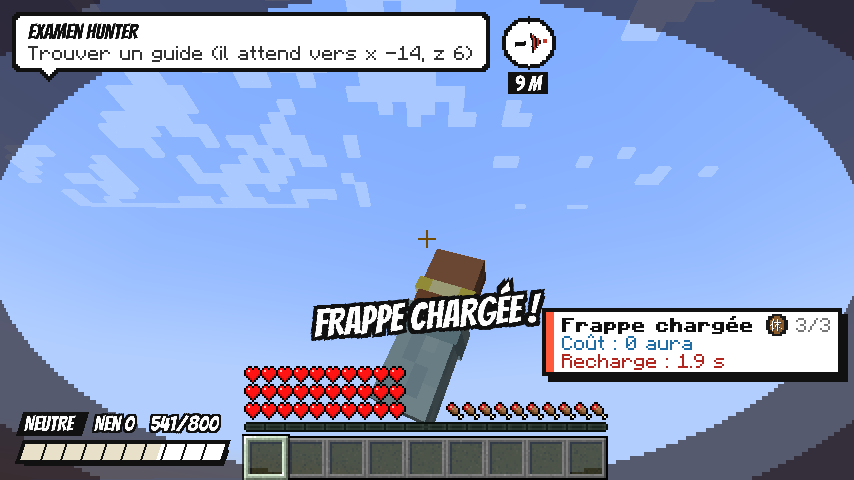 EXAMEN HUNTER
Trouver un guide (il attend vers x -14, z 6)
9 M
FRAPPE CHARGÉE !
Frappe chargée 3/3
Coût : 0 aura
Recharge : 1.9 s
NEUTRE NEN 0 541/800